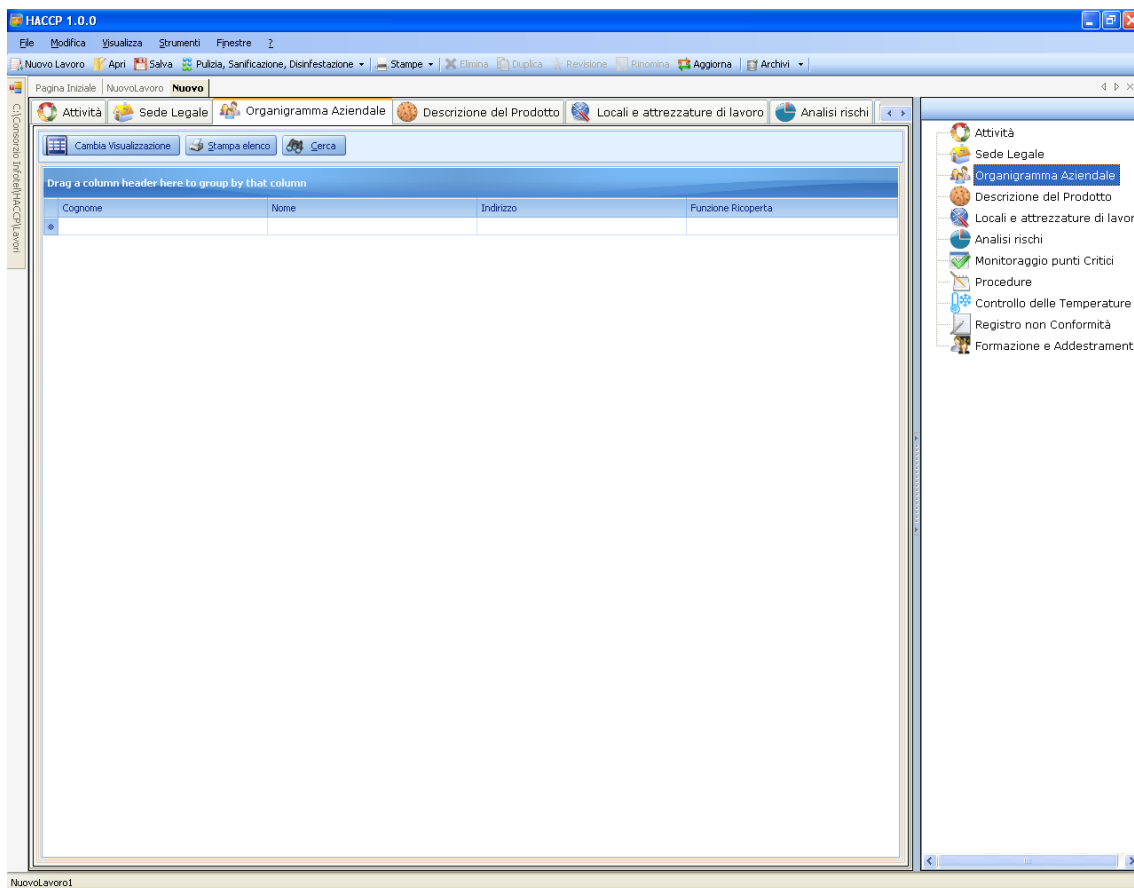 HACCP 1.0.0
File Modifica Visualizza Strumenti Finestre ?
Nuovo Lavoro Apri Salva Pulizia, Sanificazione, Disinfestazione Stampe Elimina Duplica Revisione Rinomina Aggiorna Archivi
Pagina Iniziale NuovoLavoro Nuovo
C:\Consorzio Infotel\HACCP\Lavori
Attività Sede Legale Organigramma Aziendale Descrizione del Prodotto Locali e attrezzature di lavoro Analisi rischi
Cambia Visualizzazione Stampa elenco Cerca
Drag a column header here to group by that column
Cognome Nome Indirizzo Funzione Ricoperta
Attività
Sede Legale
Organigramma Aziendale
Descrizione del Prodotto
Locali e attrezzature di lavor
Analisi rischi
Monitoraggio punti Critici
Procedure
Controllo delle Temperature
Registro non Conformità
Formazione e Addestrament
NuovoLavoro1